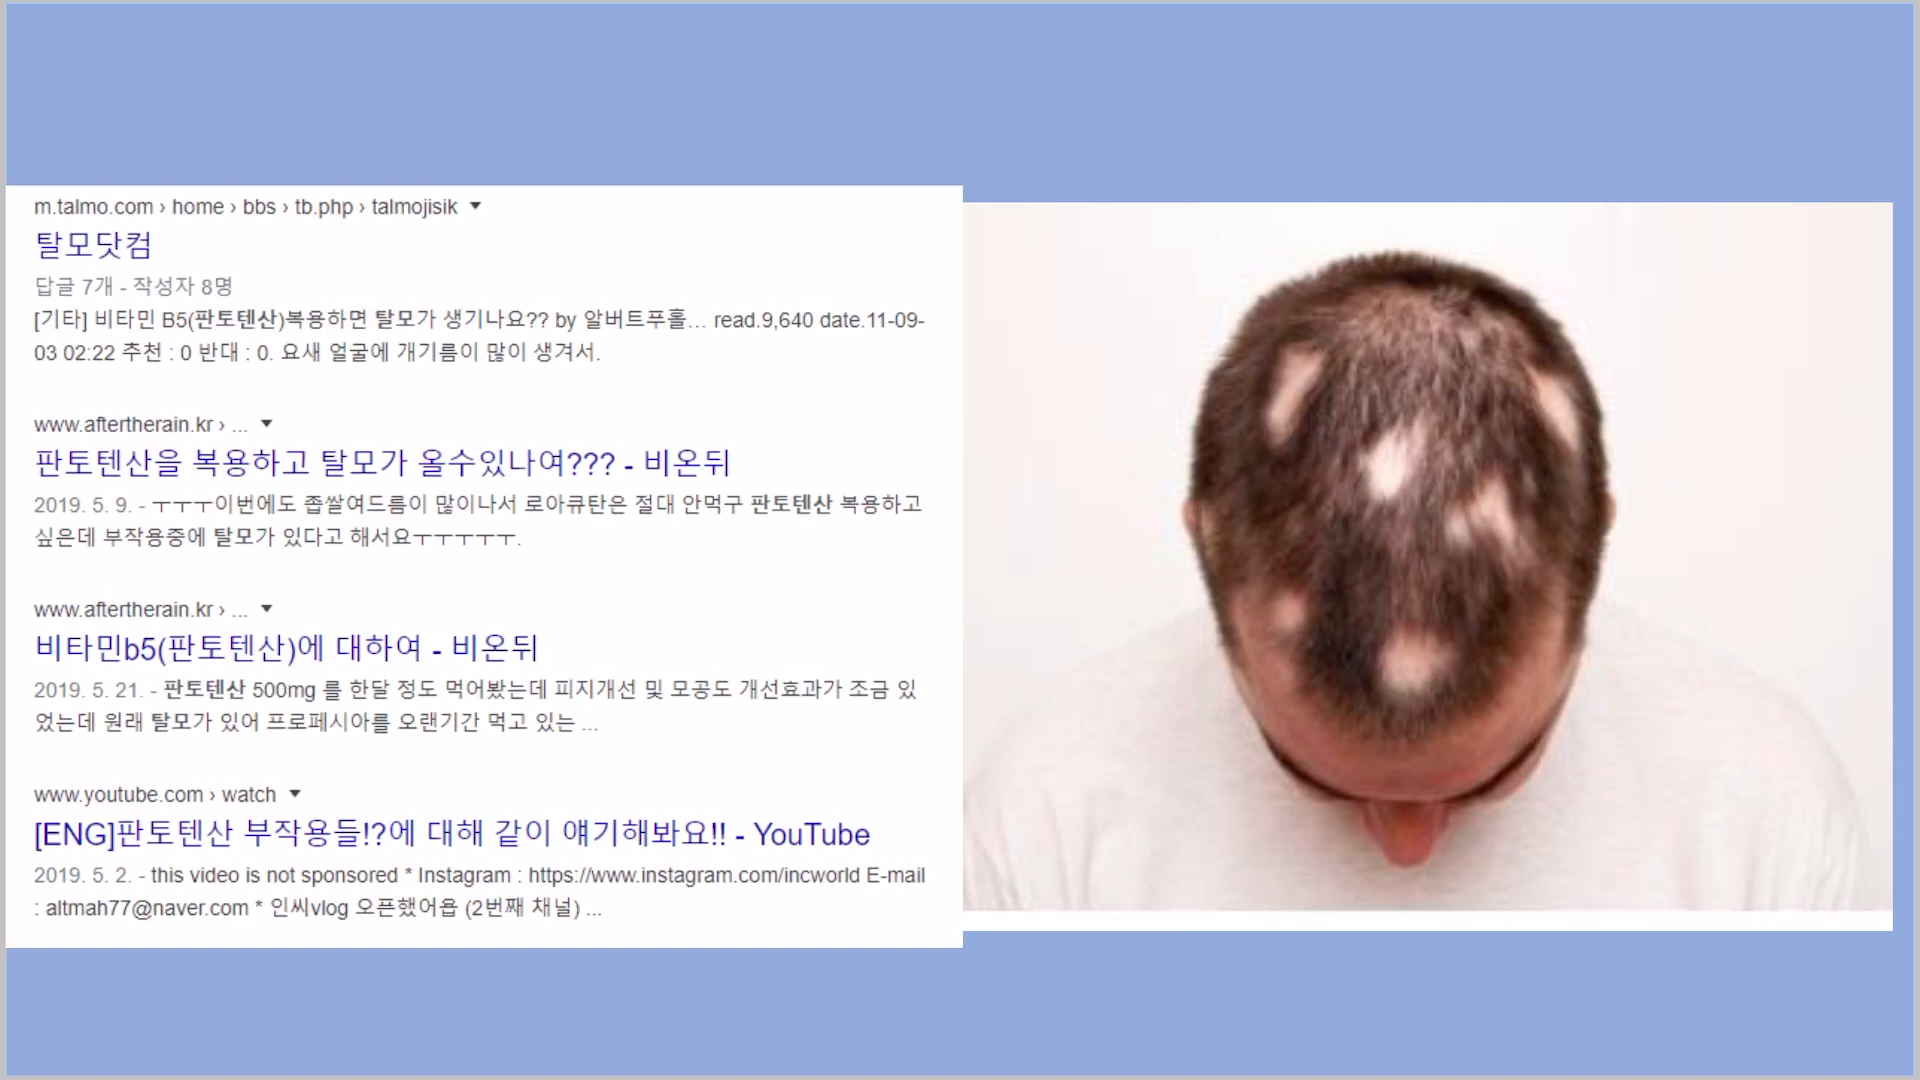 m.talmo.com › home › bbs › tb.php › talmojisik
탈모닷컴
답글 7개 - 작성자 8명
[기타] 비타민 B5(판토텐산)복용하면 탈모가 생기나요?? by 알버트푸홀... read.9,640 date.11-09-
03 02:22 추천 : 0 반대 : 0. 요새 얼굴에 개기름이 많이 생겨서.
www.aftertherain.kr › ...
판토텐산을 복용하고 탈모가 올수있나여??? - 비온뒤
2019. 5. 9. - ㅜㅜㅜ이번에도 좁쌀여드름이 많이나서 로아큐탄은 절대 안먹구 판토텐산 복용하고
싶은데 부작용중에 탈모가 있다고 해서요ㅜㅜㅜㅜㅜ.
www.aftertherain.kr › ...
비타민b5(판토텐산)에 대하여 - 비온뒤
2019. 5. 21. - 판토텐산 500mg 를 한달 정도 먹어봤는데 피지개선 및 모공도 개선효과가 조금 있
었는데 원래 탈모가 있어 프로페시아를 오랜기간 먹고 있는 ...
www.youtube.com › watch
[ENG]판토텐산 부작용들!?에 대해 같이 얘기해봐요!! - YouTube
2019. 5. 2. - this video is not sponsored * Instagram : https://www.instagram.com/incworld E-mail
: altmah77@naver.com * 인씨vlog 오픈했어욥 (2번째 채널) ...